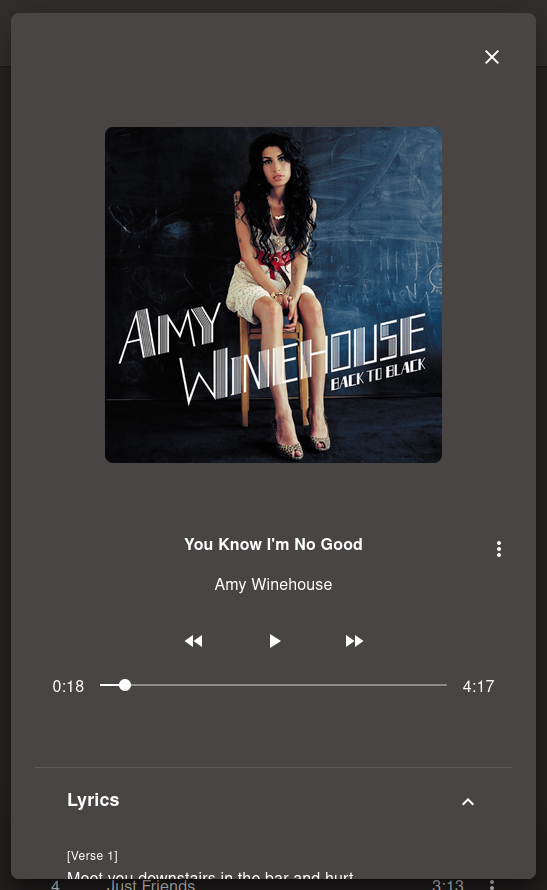 AMY
WINEHOUSE
BACK TO BLACK
You Know I'm No Good
Amy Winehouse
0:18
4:17
Lyrics
[Verse 1]
Meet you downstairs in the bar and hurt
4 Just Friends 3:13